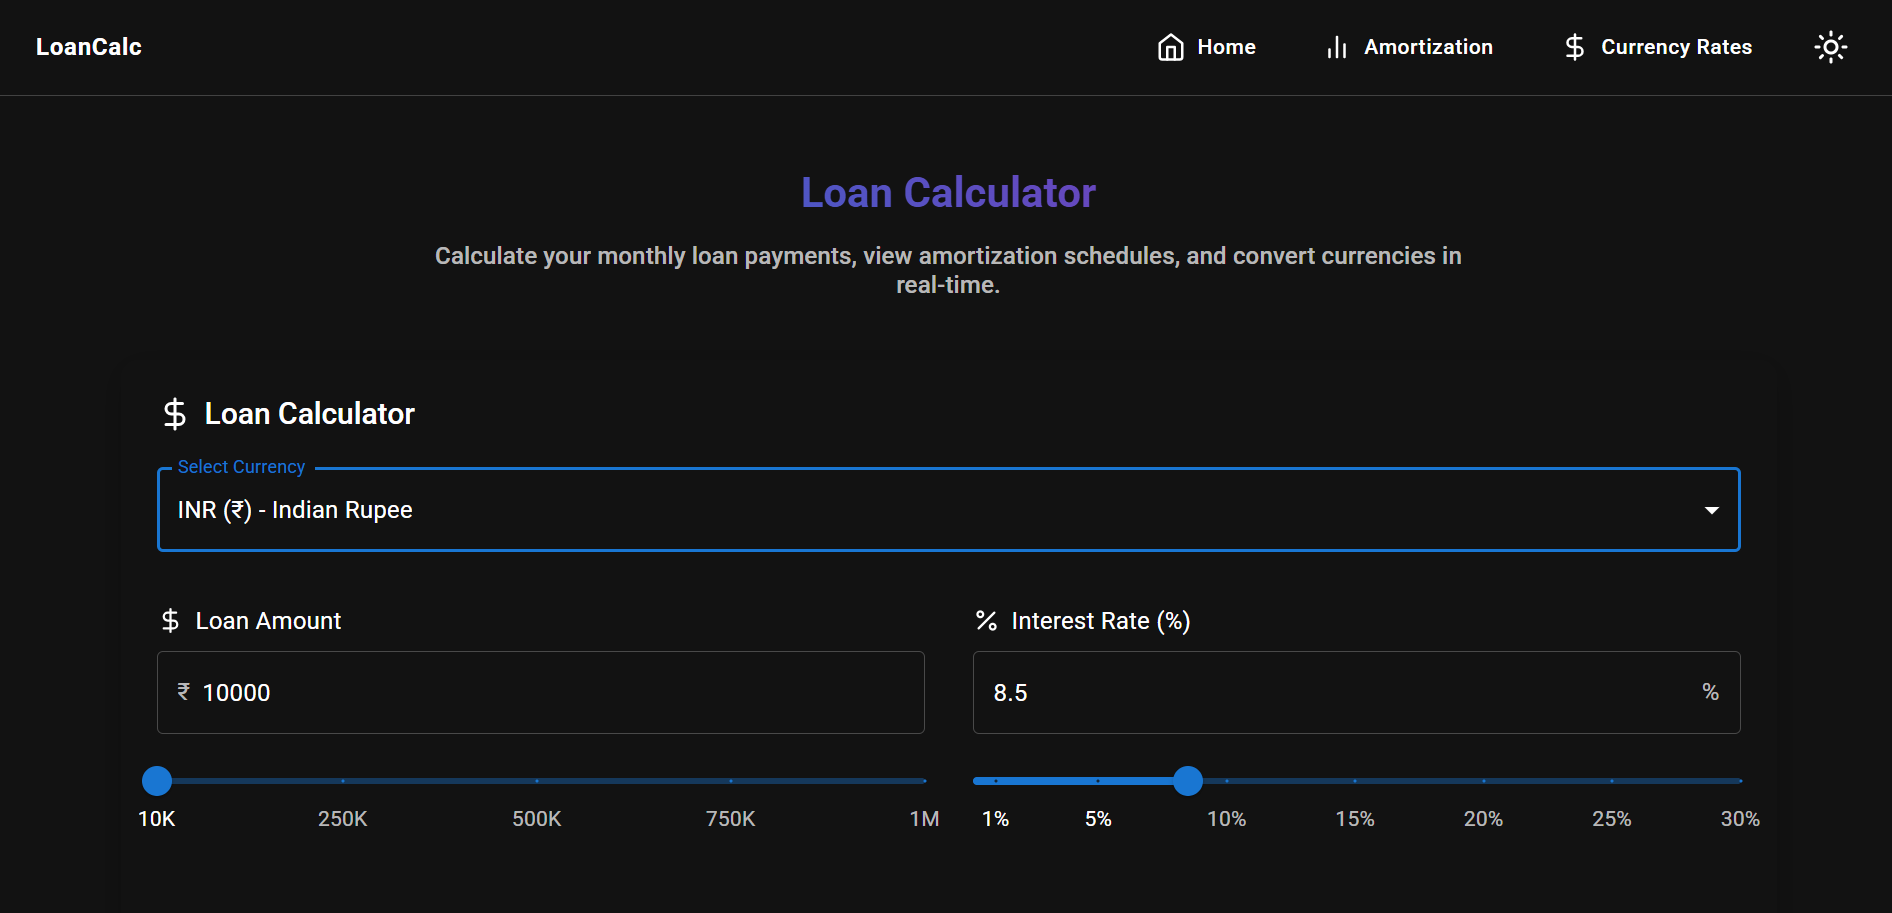 LoanCalc
Home
Amortization
Currency Rates
Loan Calculator
Calculate your monthly loan payments, view amortization schedules, and convert currencies in
real-time.
$ Loan Calculator
Select Currency
INR (₹) - Indian Rupee
$ Loan Amount
₹ 10000
10K 250K 500K 750K 1M
% Interest Rate (%)
8.5 %
1% 5% 10% 15% 20% 25% 30%